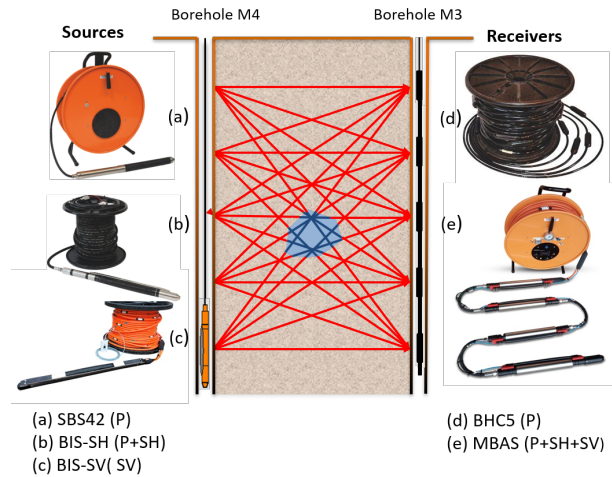 Borehole M4
Borehole M3
Sources
Receivers
(a)
(b)
(c)
(d)
(e)
(a) SBS42 (P)
(b) BIS-SH (P+SH)
(c) BIS-SV( SV)
(d) BHC5 (P)
(e) MBAS (P+SH+SV)